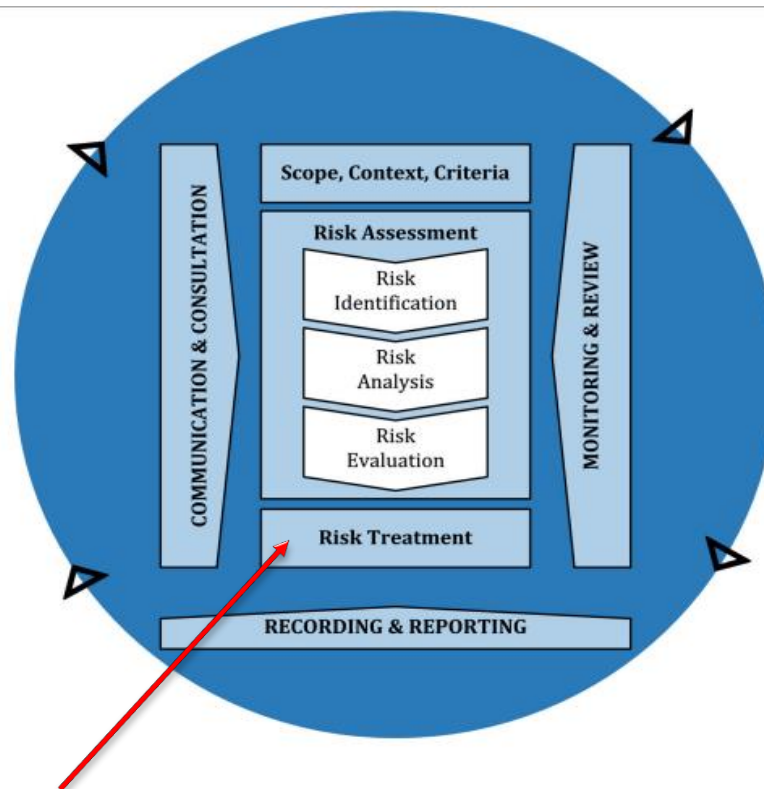 Scope, Context, Criteria
Risk Assessment
Risk
Identification
Risk
Analysis
Risk
Evaluation
Risk Treatment
COMMUNICATION & CONSULTATION
MONITORING & REVIEW
RECORDING & REPORTING